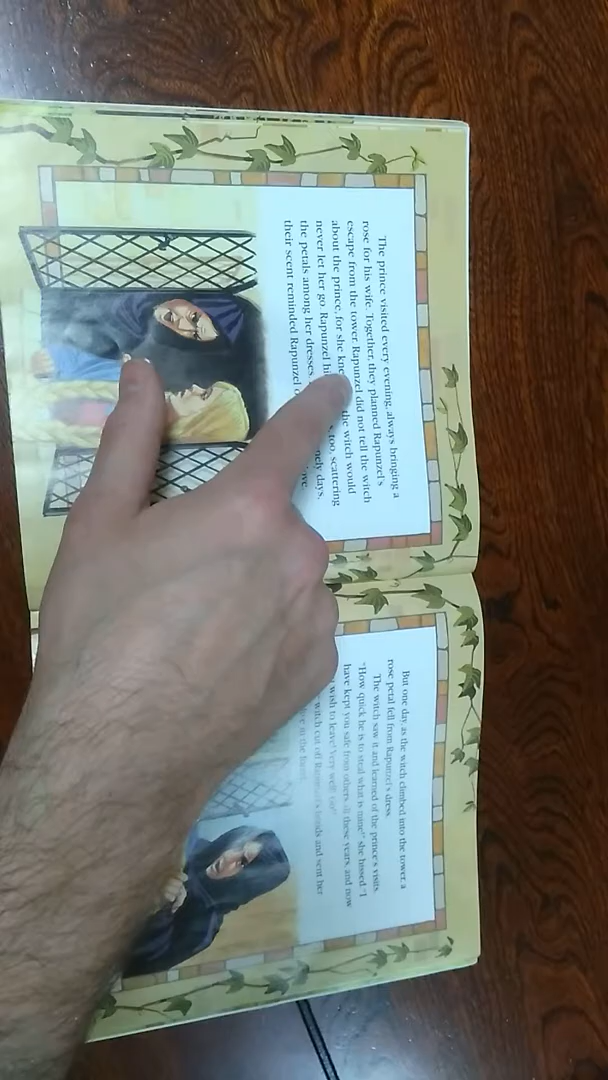 The prince visited every evening, always bringing a
rose for his wife. Together, they planned Rapunzel's
escape from the tower. Rapunzel did not tell the witch
about the prince, for she kne the witch would
never let her go. Rapunzel hi s, too, scattering
the petals among her dresses. nely days,
their scent reminded Rapunzel o love.
But one day, as the witch climbed into the tower, a
rose petal fell from Rapunzel's dress.
The witch saw it and learned of the prince's visits.
"How quick he is to steal what is mine!" she hissed. "I
have kept you safe from others all these years, and now
wish to leave! Very well! Go!"
witch cut off Rapunzel's braids and sent her
in the forest.